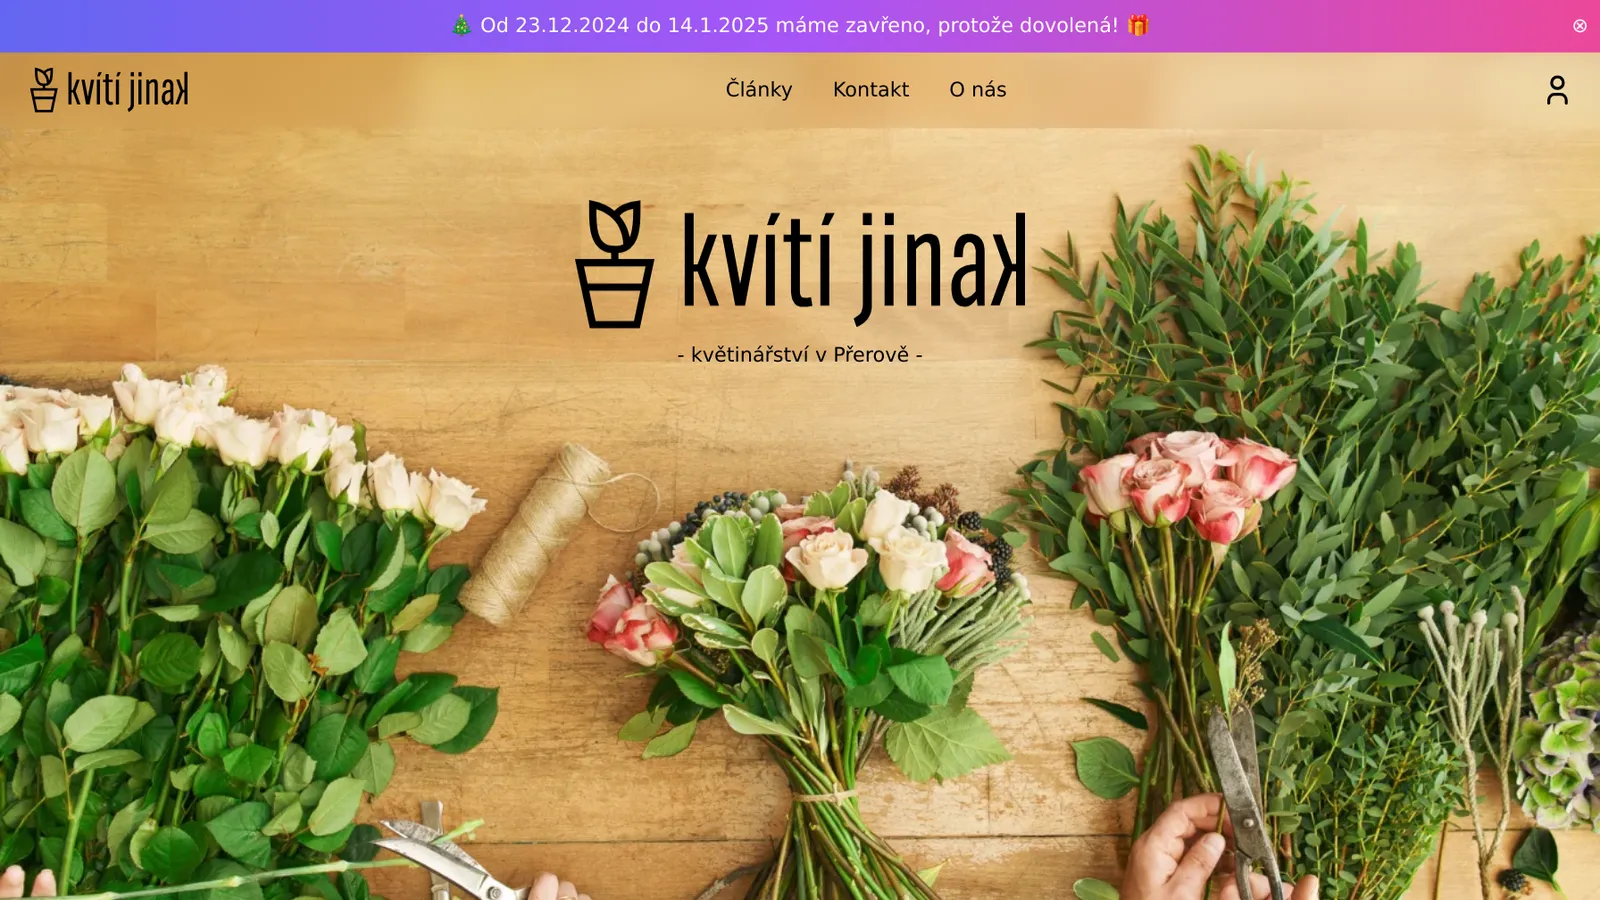 🎄 Od 23.12.2024 do 14.1.2025 máme zavřeno, protože dovolená! 🎁
kvítí jinak
Články
Kontakt
O nás
kvítí jinak
- květinářství v Přerově -